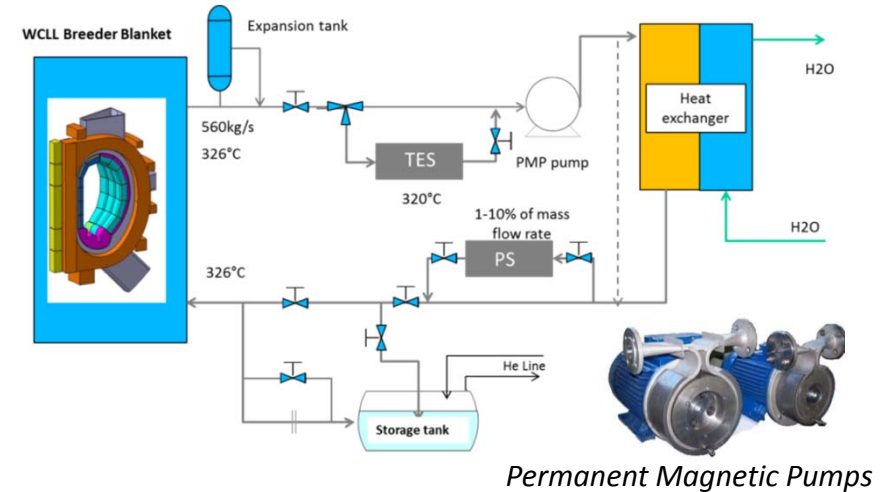 WCLL Breeder Blanket
Expansion tank
560kg/s
326°C
TES
320°C
PMP pump
Heat
exchanger
H2O
H2O
1-10% of mass
flow rate
PS
326°C
He Line
Storage tank
Permanent Magnetic Pumps